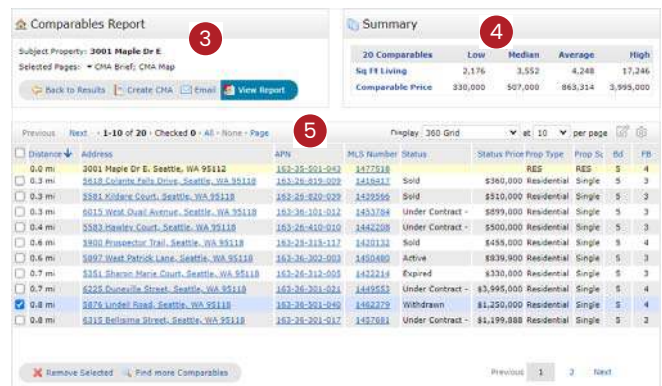 Comparables Report
3
Subject Property: 3001 Maple Dr E
Selected Pages: CMA Brief; CMA Map
Back to Results Create CMA Email View Report
Summary
4
20 Comparables Low Median Average High
Sq Ft Living 2,176 3,552 4,248 17,246
Comparable Price 330,000 507,000 863,314 3,995,000
Previous Next · 1-10 of 20 · Checked 0 · All · None · Page
5
Display 360 Grid at 10 per page
Distance Address APN MLS Number Status Status Price Prop Type Prop Su Bd FB
0.0 mi 3001 Maple Dr E, Seattle, WA 95112 163-35-501-043 1477518 RES RES 5 4
0.3 mi 5618 Colante Falls Drive, Seattle, WA 95118 163-26-819-009 1416417 Sold $360,000 Residential Single 5 3
0.3 mi 5581 Kildare Court, Seattle, WA 95118 163-26-820-039 1439566 Sold $510,000 Residential Single 5 3
0.3 mi 6015 West Quail Avenue, Seattle, WA 95118 163-36-101-012 1453784 Under Contract - $899,000 Residential Single 5 3
0.4 mi 5583 Hawley Court, Seattle, WA 95118 163-26-410-010 1442208 Under Contract - $500,000 Residential Single 5 3
0.6 mi 5900 Prospector Trail, Seattle, WA 95118 163-25-315-117 1420132 Sold $455,000 Residential Single 5 4
0.6 mi 5097 West Patrick Lane, Seattle, WA 95118 163-36-302-003 1450480 Active $839,900 Residential Single 5 3
0.7 mi 5351 Sharon Marie Court, Seattle, WA 95118 163-26-312-005 1422214 Expired $330,000 Residential Single 5 3
0.7 mi 6225 Duneville Street, Seattle, WA 95118 163-36-301-021 1449553 Under Contract - $3,995,000 Residential Single 5 4
0.8 mi 5876 Lindell Road, Seattle, WA 95118 163-36-501-040 1462379 Withdrawn $1,250,000 Residential Single 5 4
0.8 mi 6315 Bellisima Street, Seattle, WA 95118 163-36-201-017 1457681 Under Contract - $1,199,888 Residential Single 5 3
Remove Selected Find more Comparables
Previous 1 2 Next